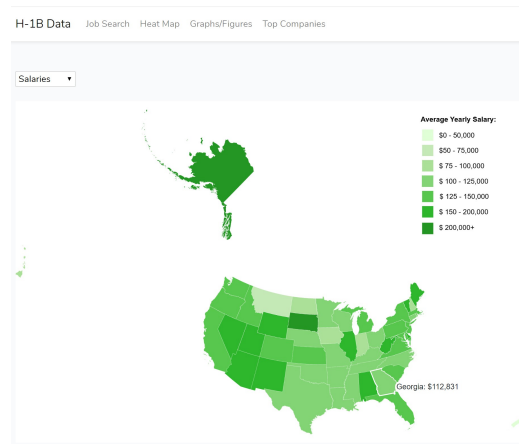 H-1B Data Job Search Heat Map Graphs/Figures Top Companies
Salaries
Average Yearly Salary:
$0 - 50,000
$50 - 75,000
$ 75 - 100,000
$ 100 - 125,000
$ 125 - 150,000
$ 150 - 200,000
$ 200,000+
Georgia: $112,831